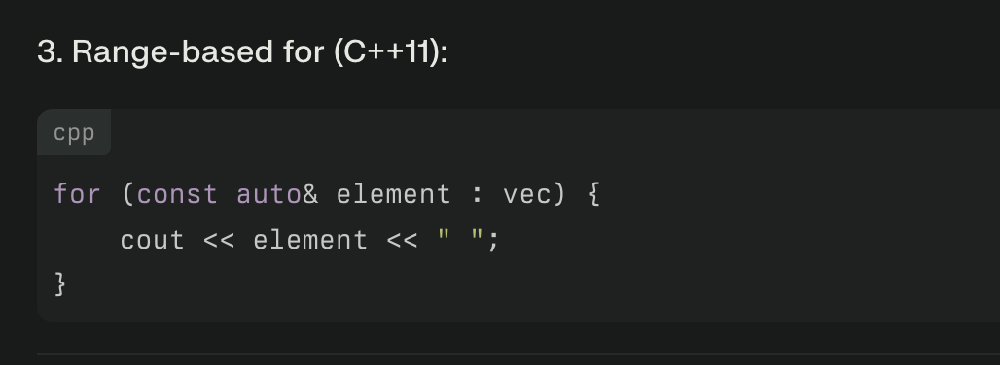 3. Range-based for (C++11):
cpp
for (const auto& element : vec) {
    cout << element << " ";
}